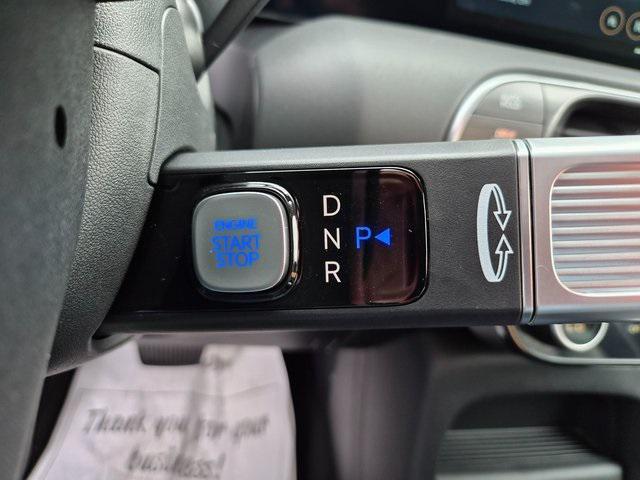 ENGINE
START
STOP
D
N
R
P
Thank you for your
business!